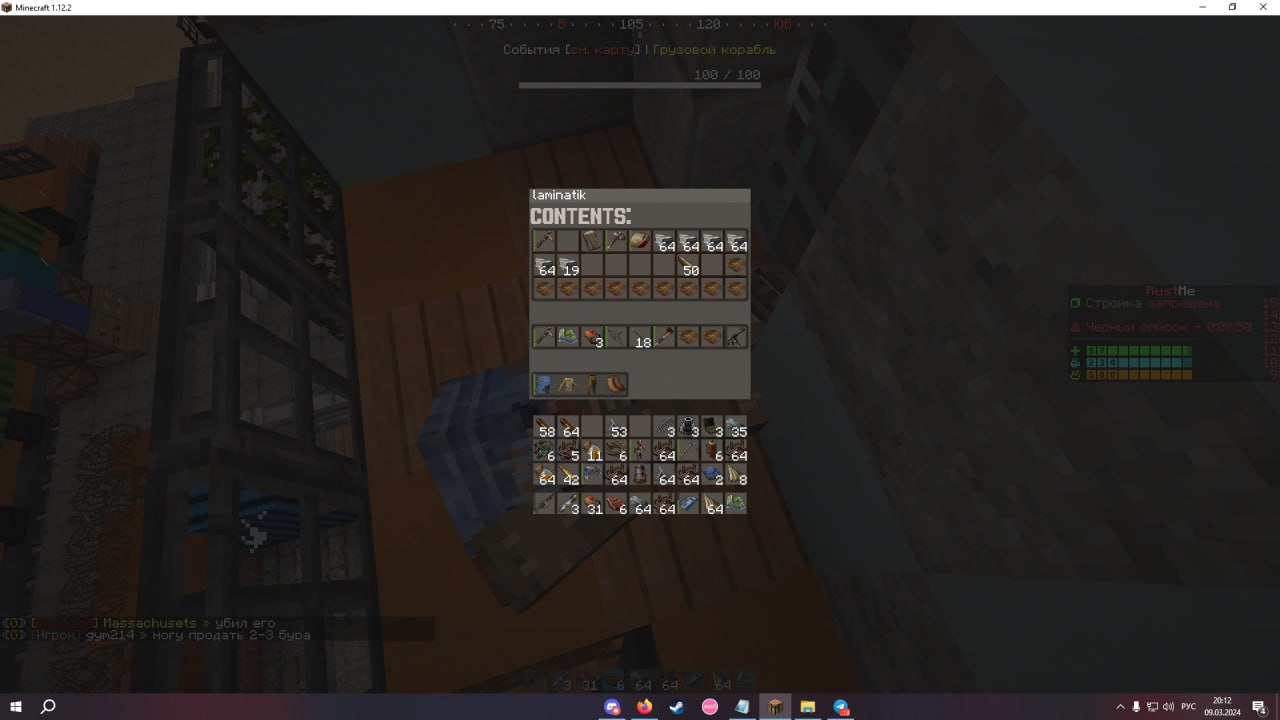 Minecraft 1.12.2
75 Б 105 120 ЮБ
События [см. карту] | Грузовой корабль
100 / 100
laminatik
CONTENTS:
64 64 64 64
64 19 50
3 18
58 64 53 3 3 3 35
6 5 11 6 64 6 64
64 42 64 64 64 2 8
3 31 6 64 64 64
RustMe
Стройка запрещена
Черный список - 0:00:50
(G) [ ] Massachusets » убил его
(G) [Игрок] gym214 » могу продать 2-3 бура
3 31 6 64 64 64
РУС
20:12
09.03.2024